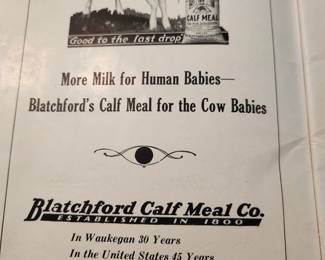 CALF MEAL
"Good to the last drop"
More Milk for Human Babies—
Blatchford's Calf Meal for the Cow Babies
Blatchford Calf Meal Co.
ESTABLISHED IN 1800
In Waukegan 30 Years
In the United States 45 Years